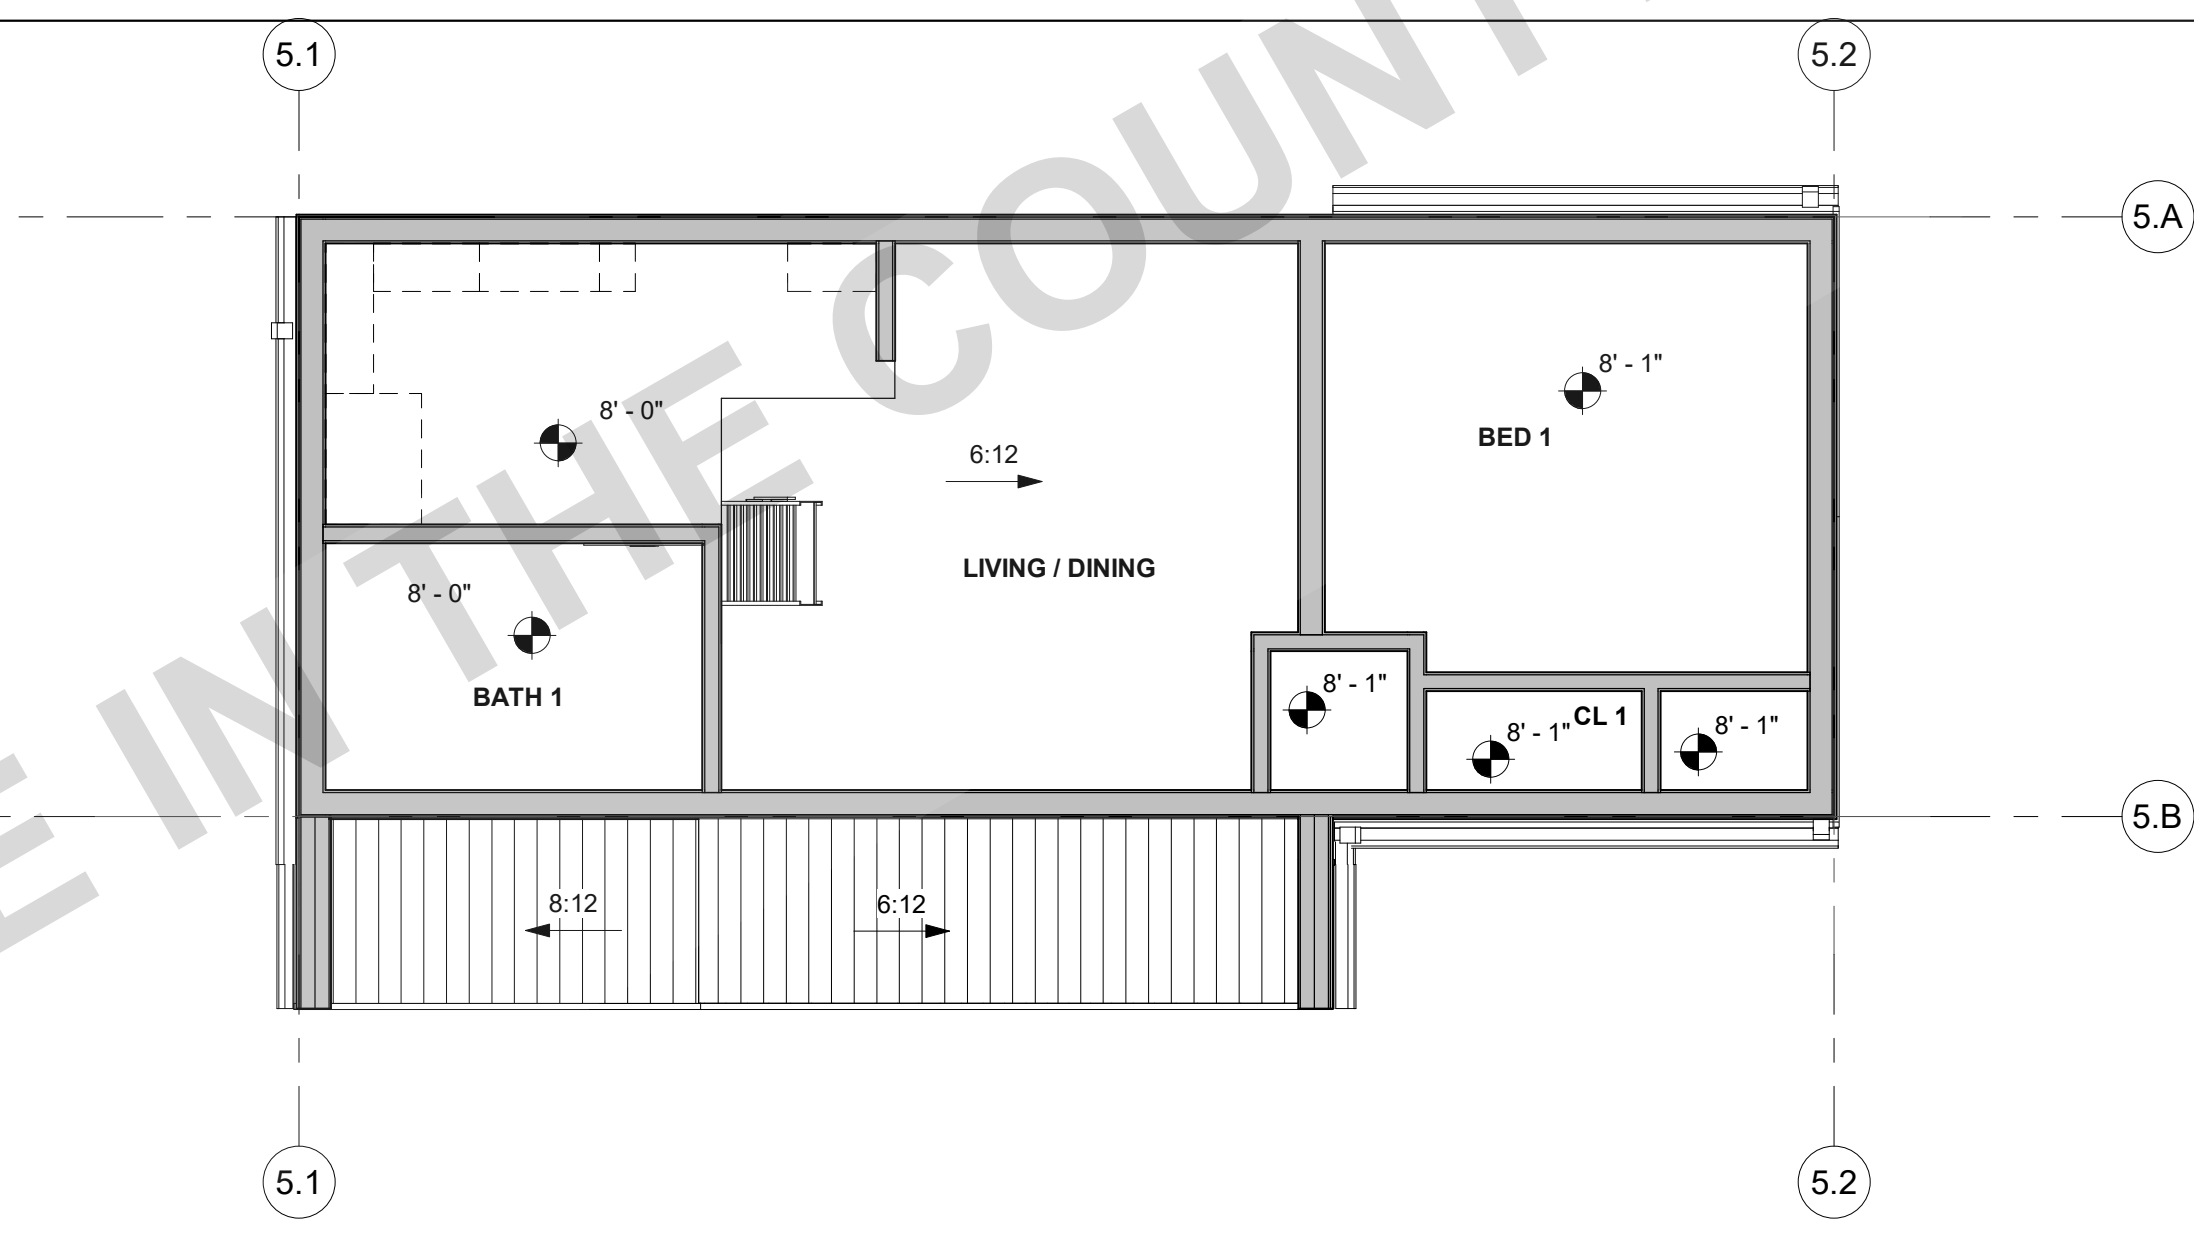 5.1
5.2
5.A
8' - 1"
8' - 0"
BED 1
6:12
LIVING / DINING
8' - 0"
BATH 1
8' - 1"
CL 1
8' - 1"
8' - 1"
5.B
8:12
6:12
5.1
5.2
IN THE